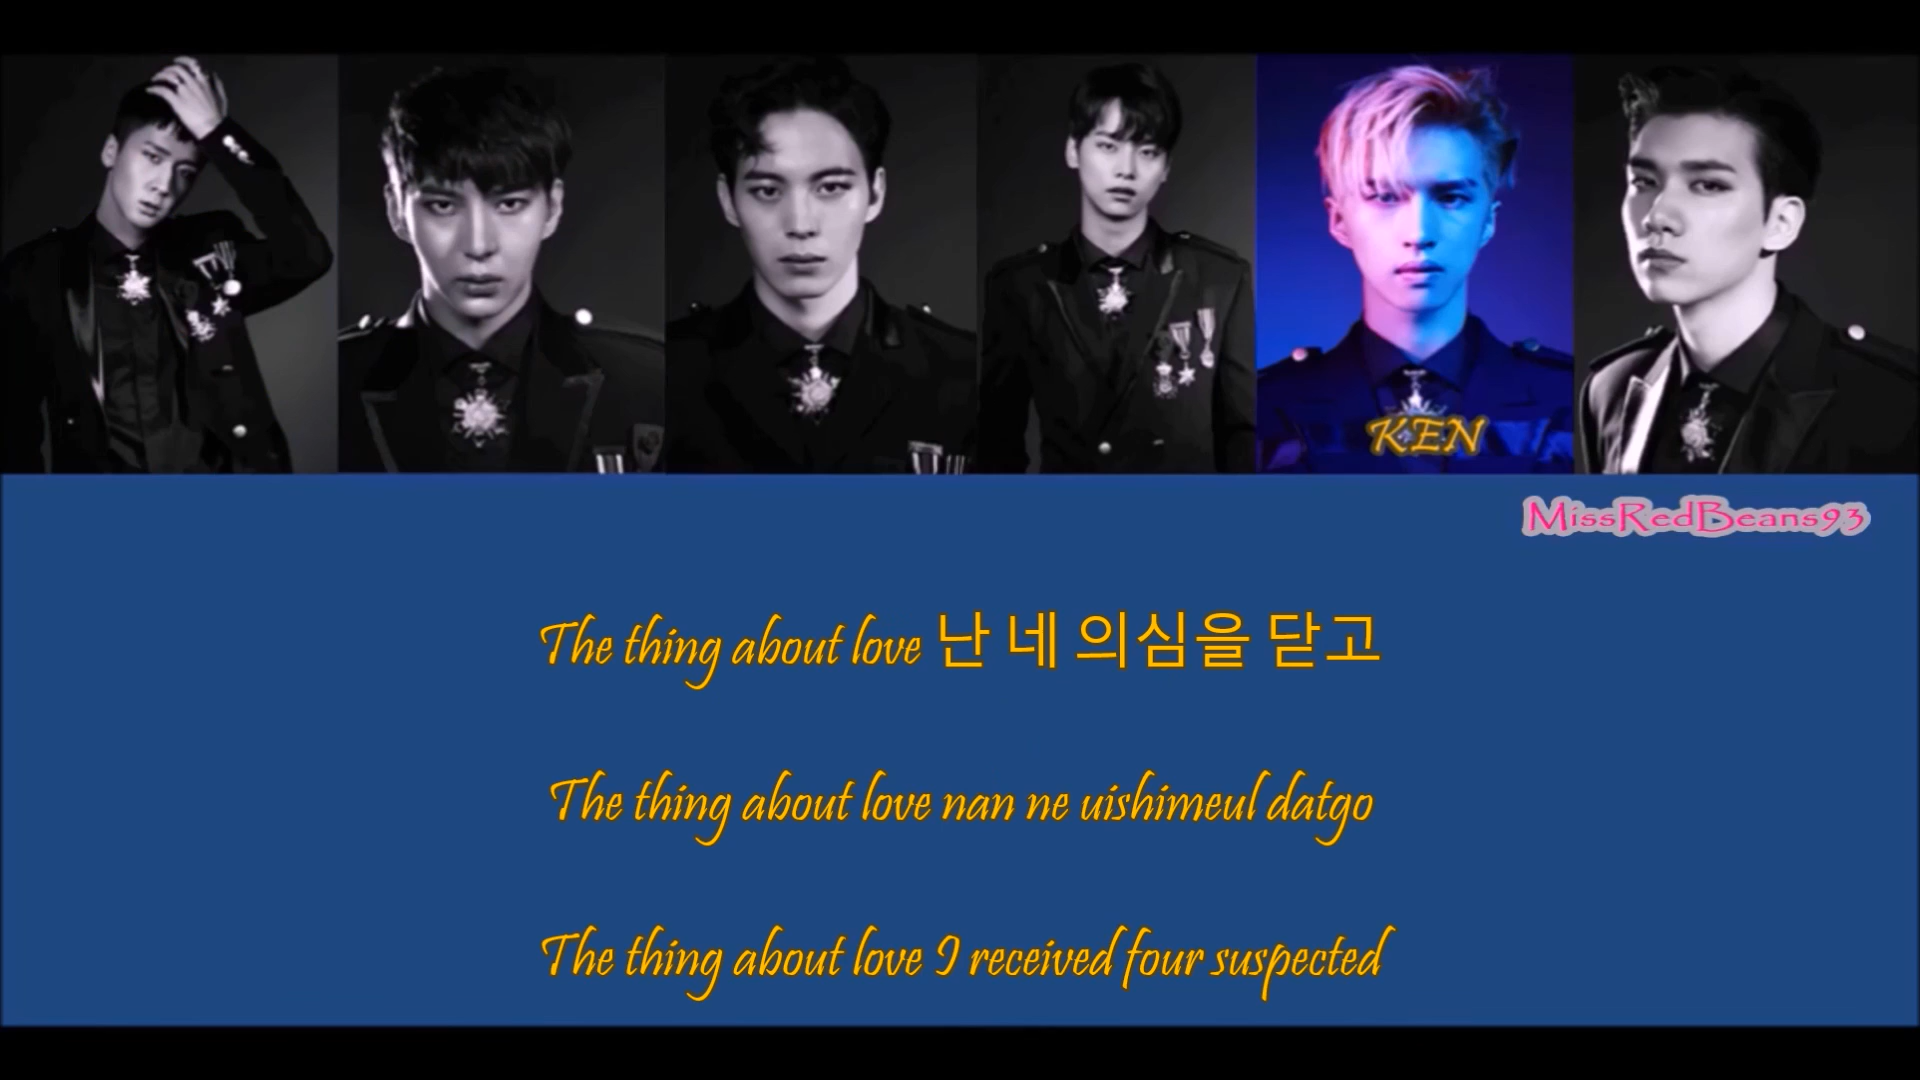 KEN
MissRedBeans93
The thing about love 난 네 의심을 닫고
The thing about love nan ne uishimeul datgo
The thing about love I received four suspected